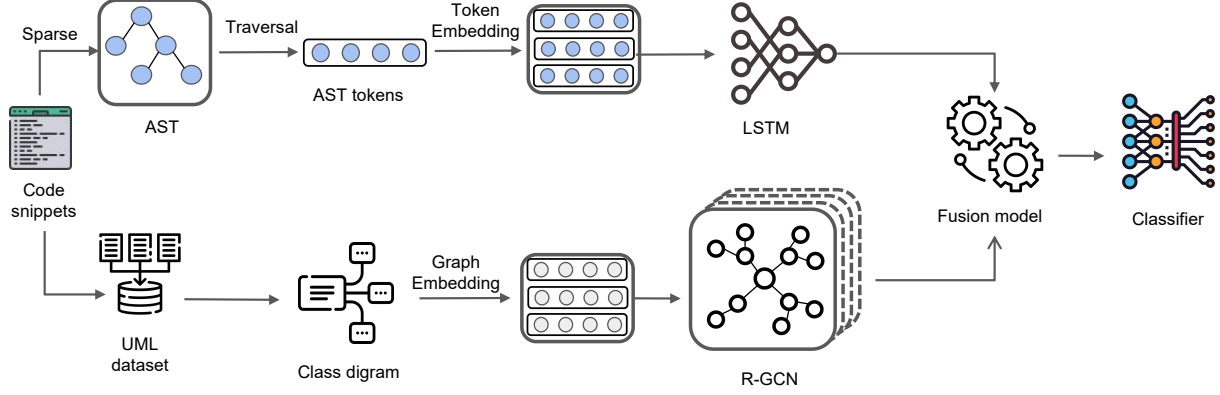 Sparse
Traversal
Token
Embedding
AST tokens
AST
LSTM
Code
snippets
Fusion model
Classifier
Graph
Embedding
UML
dataset
Class digram
R-GCN